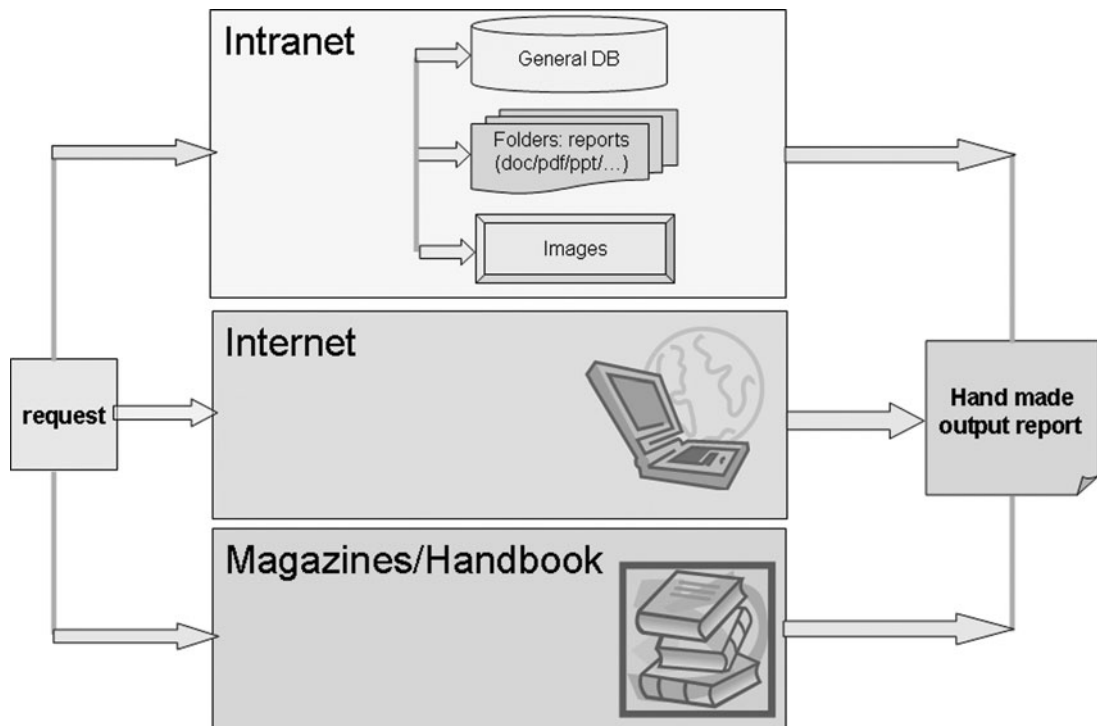 Intranet
General DB
Folders: reports
(doc/pdf/ppt/…)
Images
Internet
request
Hand made
output report
Magazines/Handbook